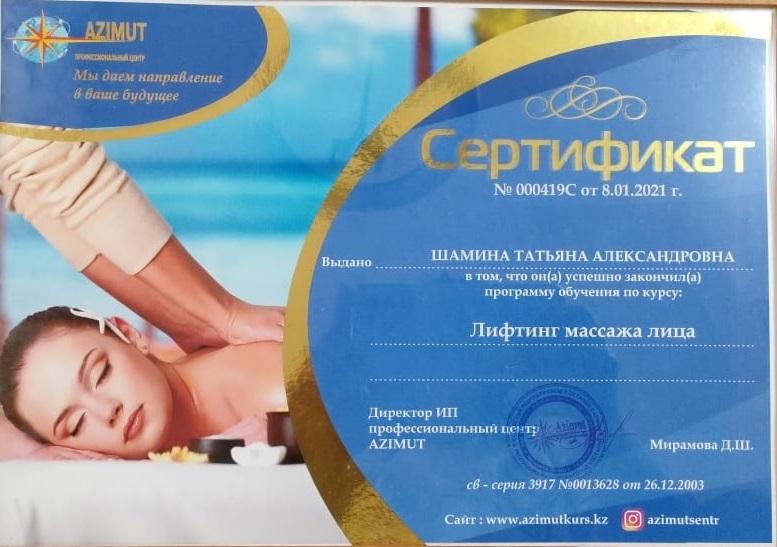 AZIMUT
ПРОФЕССИОНАЛЬНЫЙ ЦЕНТР
Мы даем направление
в ваше будущее
Сертификат
№ 000419С от 8.01.2021 г.
Выдано ШАМИНА ТАТЬЯНА АЛЕКСАНДРОВНА
в том, что он(а) успешно закончил(а)
программу обучения по курсу:
Лифтинг массажа лица
Директор ИП
профессиональный центр
AZIMUT
Мирамова Д.Ш.
Azimut
св - серия 3917 №0013628 от 26.12.2003
Сайт : www.azimutkurs.kz azimutsentr